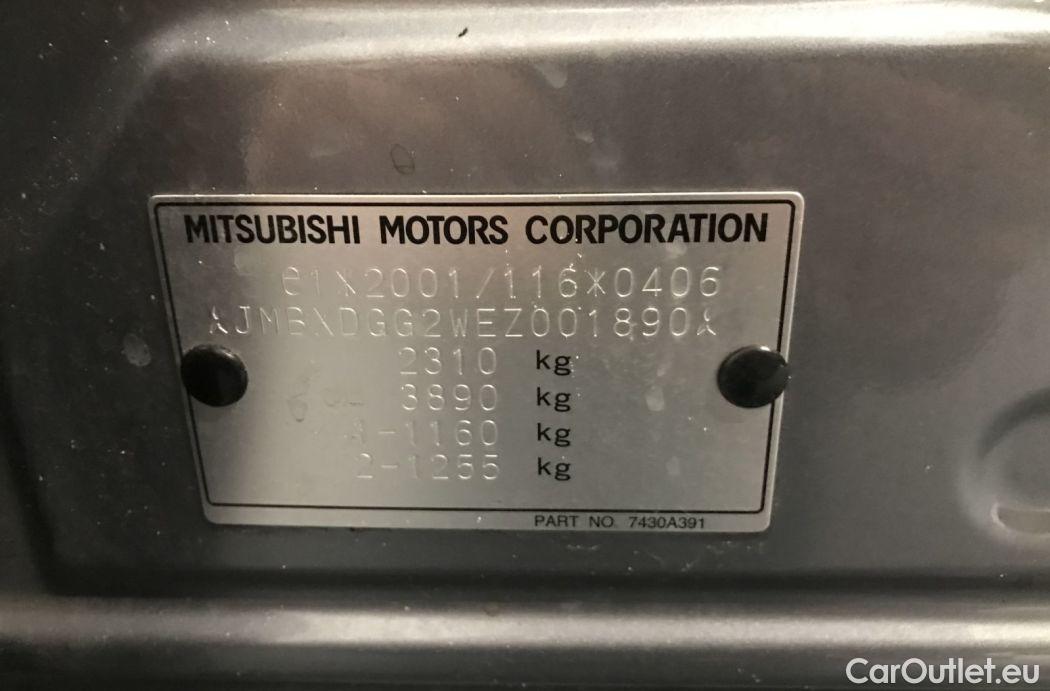 MITSUBISHI MOTORS CORPORATION
e1*2001/116*0406
*JMBXDGG2WEZ001890*
2310 kg
3890 kg
1-1160 kg
2-1255 kg
PART NO. 7430A391
CarOutlet.eu